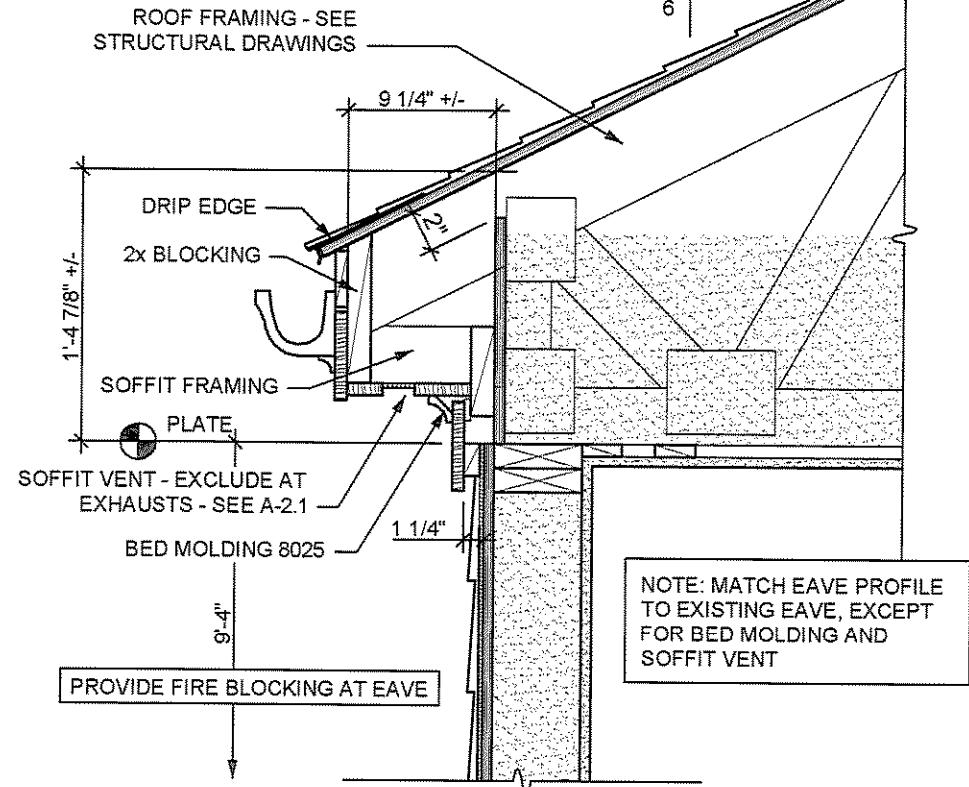 ROOF FRAMING - SEE
STRUCTURAL DRAWINGS
6
9 1/4" +/-
DRIP EDGE
2"
2x BLOCKING
1'-4 7/8" +/-
SOFFIT FRAMING
PLATE
SOFFIT VENT - EXCLUDE AT
EXHAUSTS - SEE A-2.1
1 1/4"
BED MOLDING 8025
9'-4"
NOTE: MATCH EAVE PROFILE
TO EXISTING EAVE, EXCEPT
FOR BED MOLDING AND
SOFFIT VENT
PROVIDE FIRE BLOCKING AT EAVE